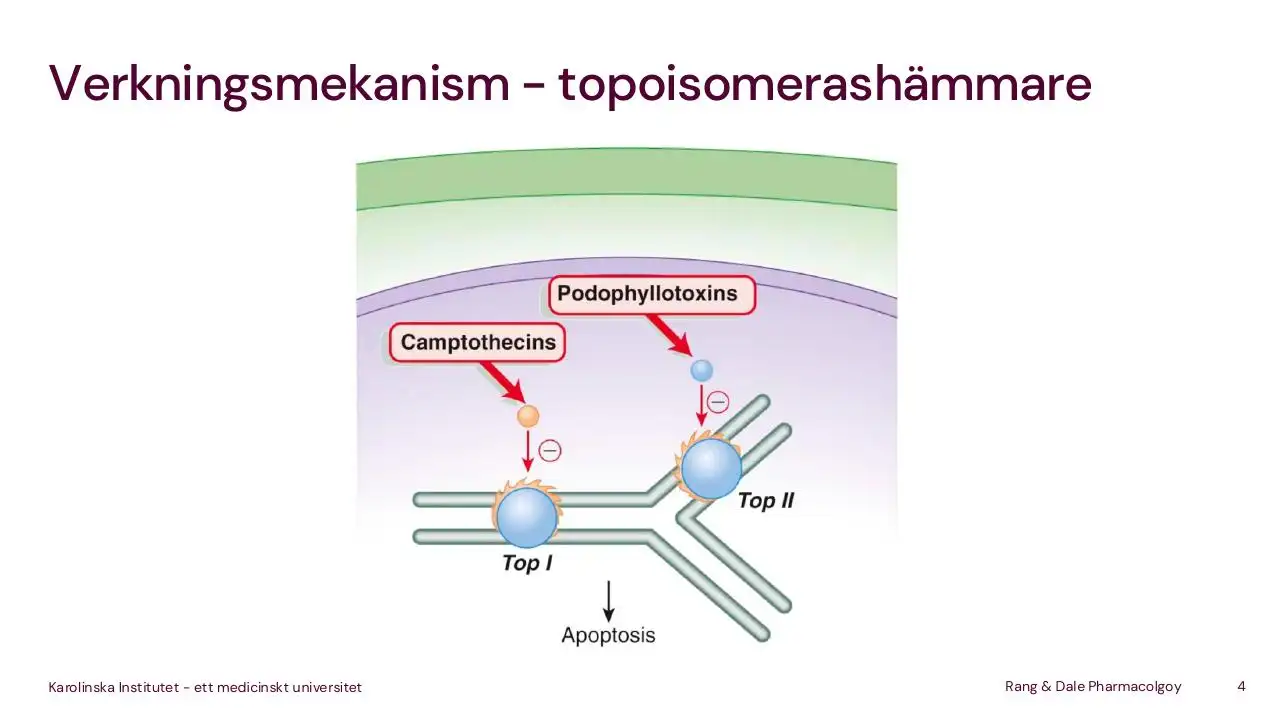 Verkningsmekanism – topoisomerashämmare
Podophyllotoxins
Camptothecins
Top II
Top I
Apoptosis
Karolinska Institutet - ett medicinskt universitet
Rang & Dale Pharmacolgoy
4